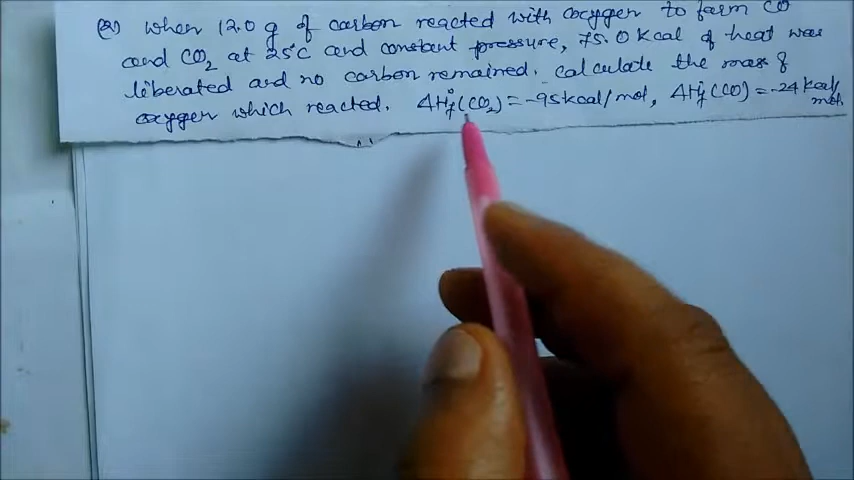 (Q) when 12.0 g of carbon reacted with oxygen to form CO
and CO₂ at 25°C and constant pressure, 75.0 kcal of heat was
liberated and no carbon remained. calculate the mass of
oxygen which reacted. ΔH°f(CO₂) = -95kcal/mol, ΔH°f(CO) = -24 kcal/mol